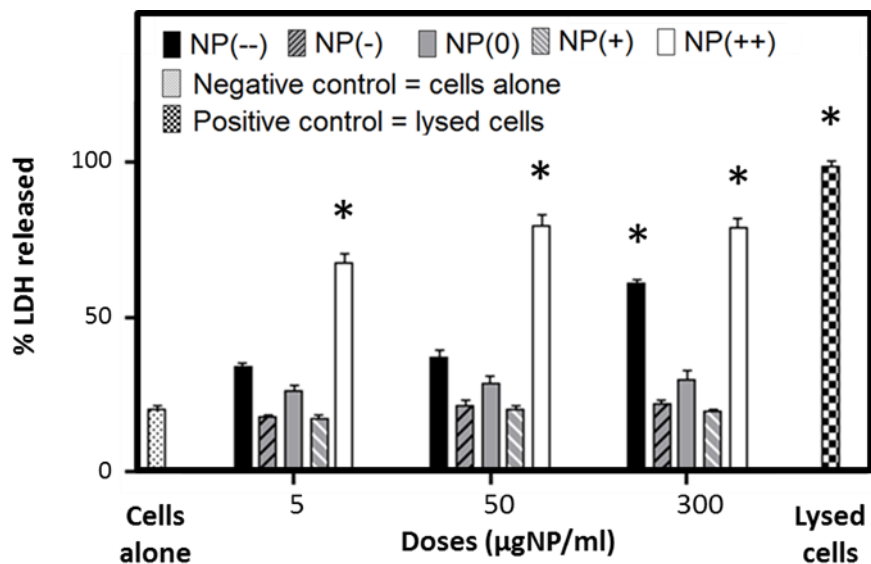 NP(--) NP(-) NP(0) NP(+) NP(++)
Negative control = cells alone
Positive control = lysed cells
% LDH released
100
50
0
* * * * *
5 50 300
Cells alone
Doses (µgNP/ml)
Lysed cells